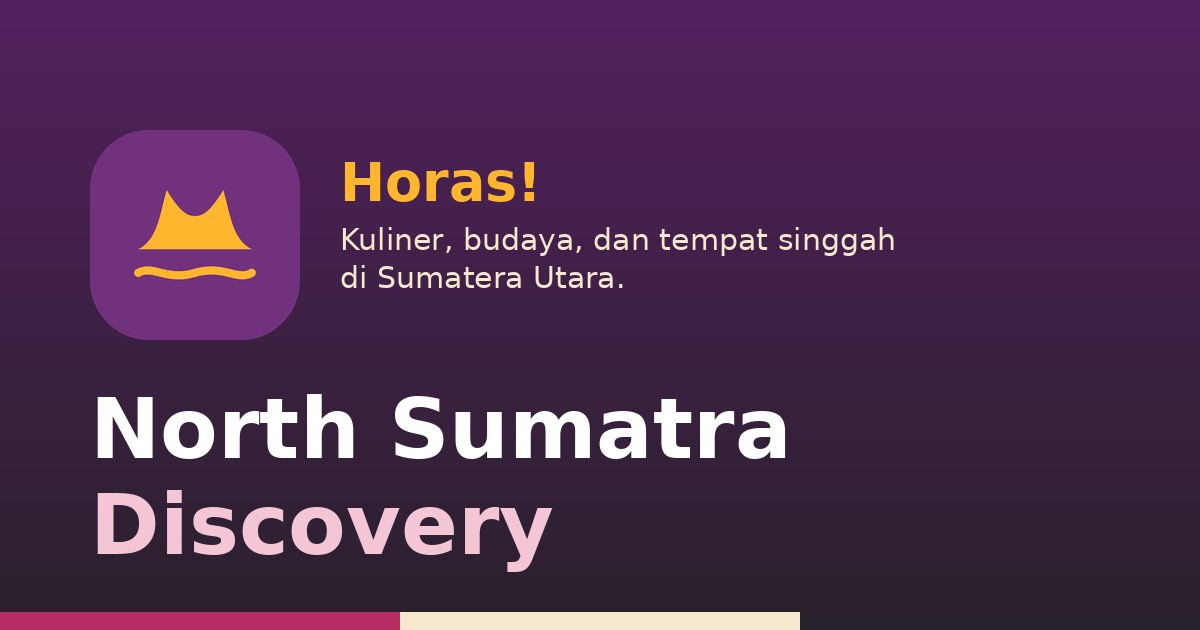 Horas!
Kuliner, budaya, dan tempat singgah
di Sumatera Utara.
North Sumatra
Discovery